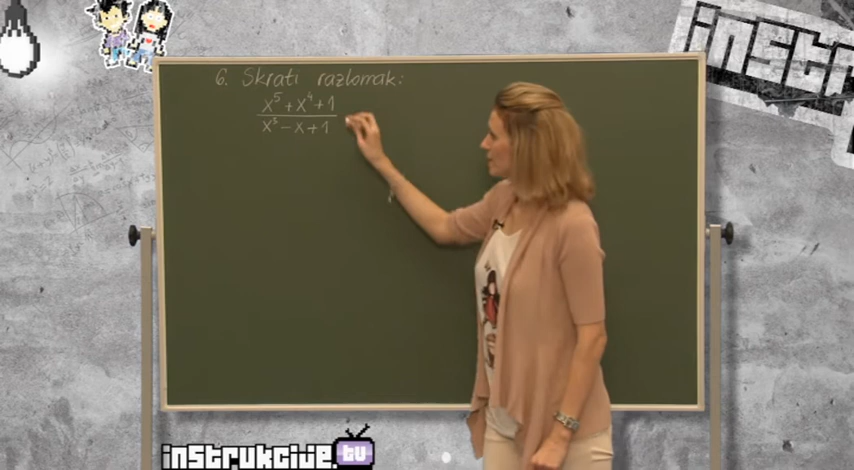 6. Skrati razlomak:
x⁵ + x⁴ + 1
x³ − x + 1
instrukcije.tv